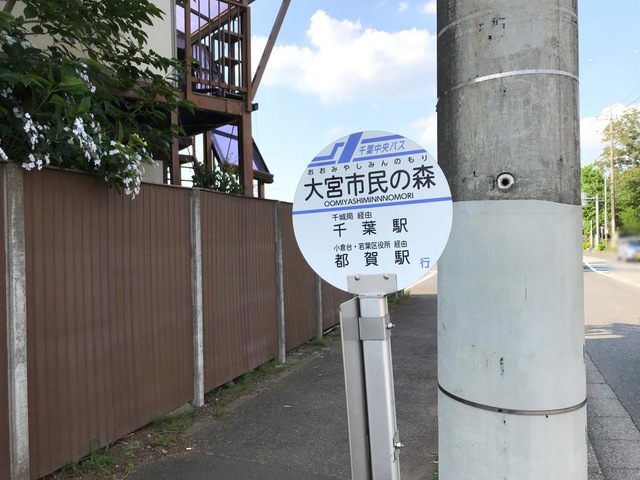 千葉中央バス
おおみやしみんのもり
大宮市民の森
OOMIYASHIMINNNOMORI
千城局 経由
千葉駅
小倉台・若葉区役所 経由
都賀駅 行